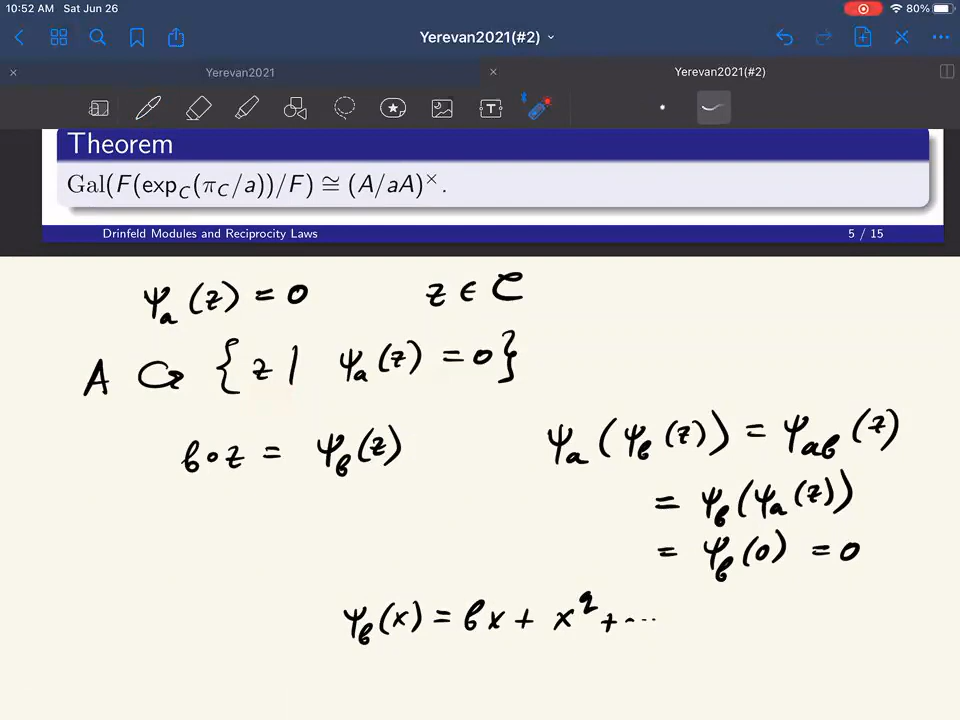 10:52 AM Sat Jun 26 80%
Yerevan2021(#2)
Yerevan2021 Yerevan2021(#2)
T
Theorem
Gal(F(exp_C(π_C/a))/F) ≅ (A/aA)^×.
Drinfeld Modules and Reciprocity Laws 5 / 15
ψ_a(z) = 0 z ∈ C
A ↻ {z | ψ_a(z) = 0}
b∘z = ψ_b(z) ψ_a(ψ_b(z)) = ψ_ab(z)
= ψ_b(ψ_a(z))
= ψ_b(0) = 0
ψ_b(x) = bx + x^q + ...